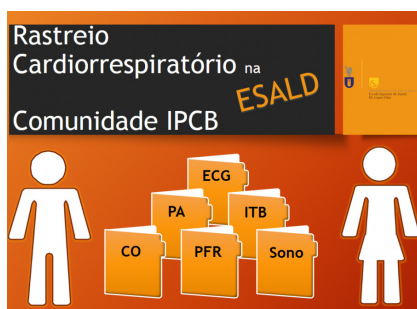 Rastreio
Cardiorrespiratório na
ESALD
Comunidade IPCB
ECG
PA
ITB
CO
PFR
Sono